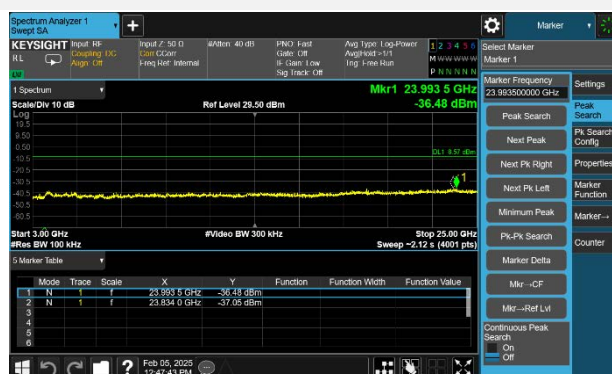 Spectrum Analyzer 1
Swept SA
Marker
KEYSIGHT Input: RF Input Z: 50 Ω #Atten: 40 dB PNO: Fast Avg Type: Log-Power 1 2 3 4 5 6
RL Coupling: DC Corr CCorr Gate: Off Avg|Hold:>1/1 M W W W W W
Align: Off Freq Ref: Internal IF Gain: Low Trig: Free Run
Sig Track: Off P N N N N N
Select Marker
Marker 1
1 Spectrum
Mkr1 23.993 5 GHz
Scale/Div 10 dB Ref Level 29.50 dBm -36.48 dBm
Log
19.5
9.50
0.50
DL1 8.57 dBm
-10.5
-20.5
-30.5
-40.5
-50.5
-60.5
1
Start 3.00 GHz #Video BW 300 kHz Stop 25.00 GHz
#Res BW 100 kHz Sweep ~2.12 s (4001 pts)
5 Marker Table
Mode Trace Scale X Y Function Function Width Function Value
1 N 1 f 23.993 5 GHz -36.48 dBm
2 N 1 f 23.834 0 GHz -37.05 dBm
3
4
5
6
Marker Frequency
23.993500000 GHz
Peak Search
Next Peak
Next Pk Right
Next Pk Left
Minimum Peak
Pk-Pk Search
Marker Delta
Mkr→CF
Mkr→Ref Lvl
Continuous Peak
Search
On
Off
Settings
Peak
Search
Pk Search
Config
Properties
Marker
Function
Marker→
Counter
Feb 05, 2025
12:47:43 PM